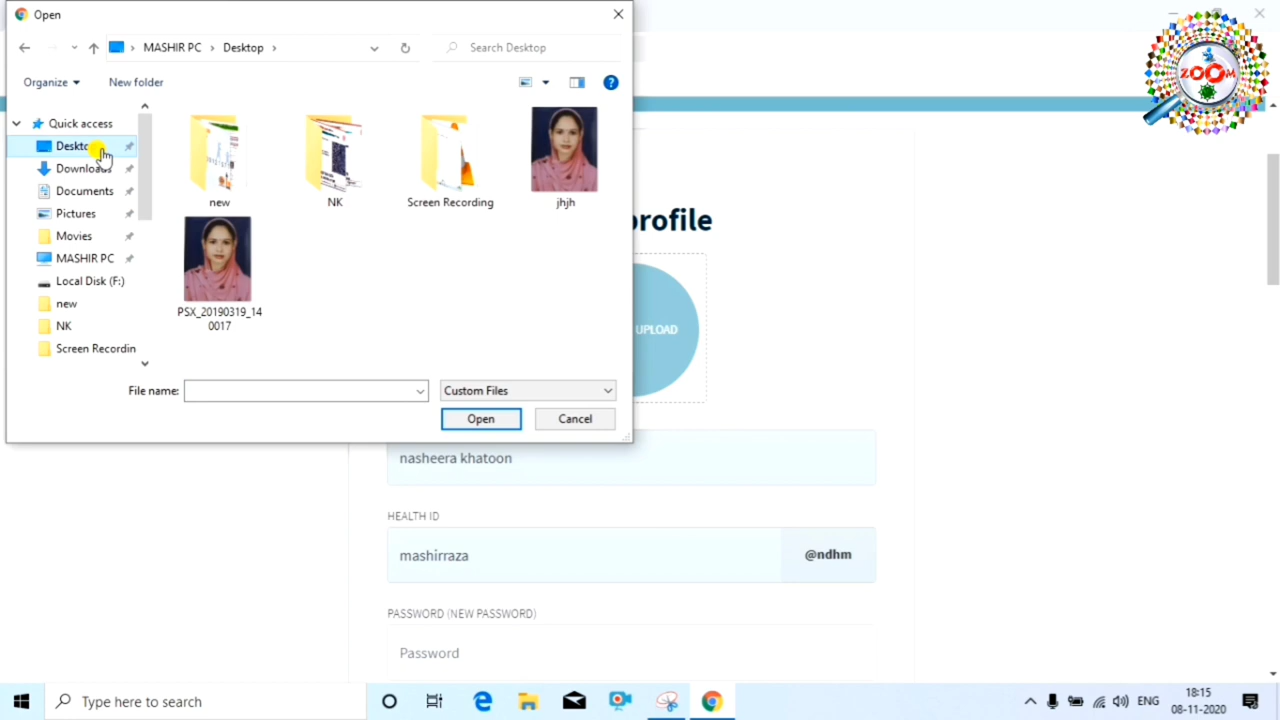 Open
MASHIR PC > Desktop >
Search Desktop
Organize
New folder
Quick access
Desktop
Downloads
Documents
Pictures
Movies
MASHIR PC
Local Disk (F:)
new
NK
Screen Recordin
new
NK
Screen Recording
jhjh
PSX_20190319_14
0017
File name:
Custom Files
Open
Cancel
ZOOM
profile
UPLOAD
nasheera khatoon
HEALTH ID
mashirraza
@ndhm
PASSWORD (NEW PASSWORD)
Password
Type here to search
ENG
18:15
08-11-2020